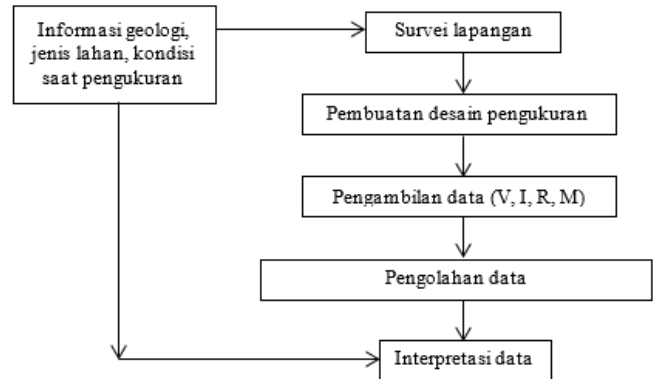 Informasi geologi,
jenis lahan, kondisi
saat pengukuran
Survei lapangan
Pembuatan desain pengukuran
Pengambilan data (V, I, R, M)
Pengolahan data
Interpretasi data